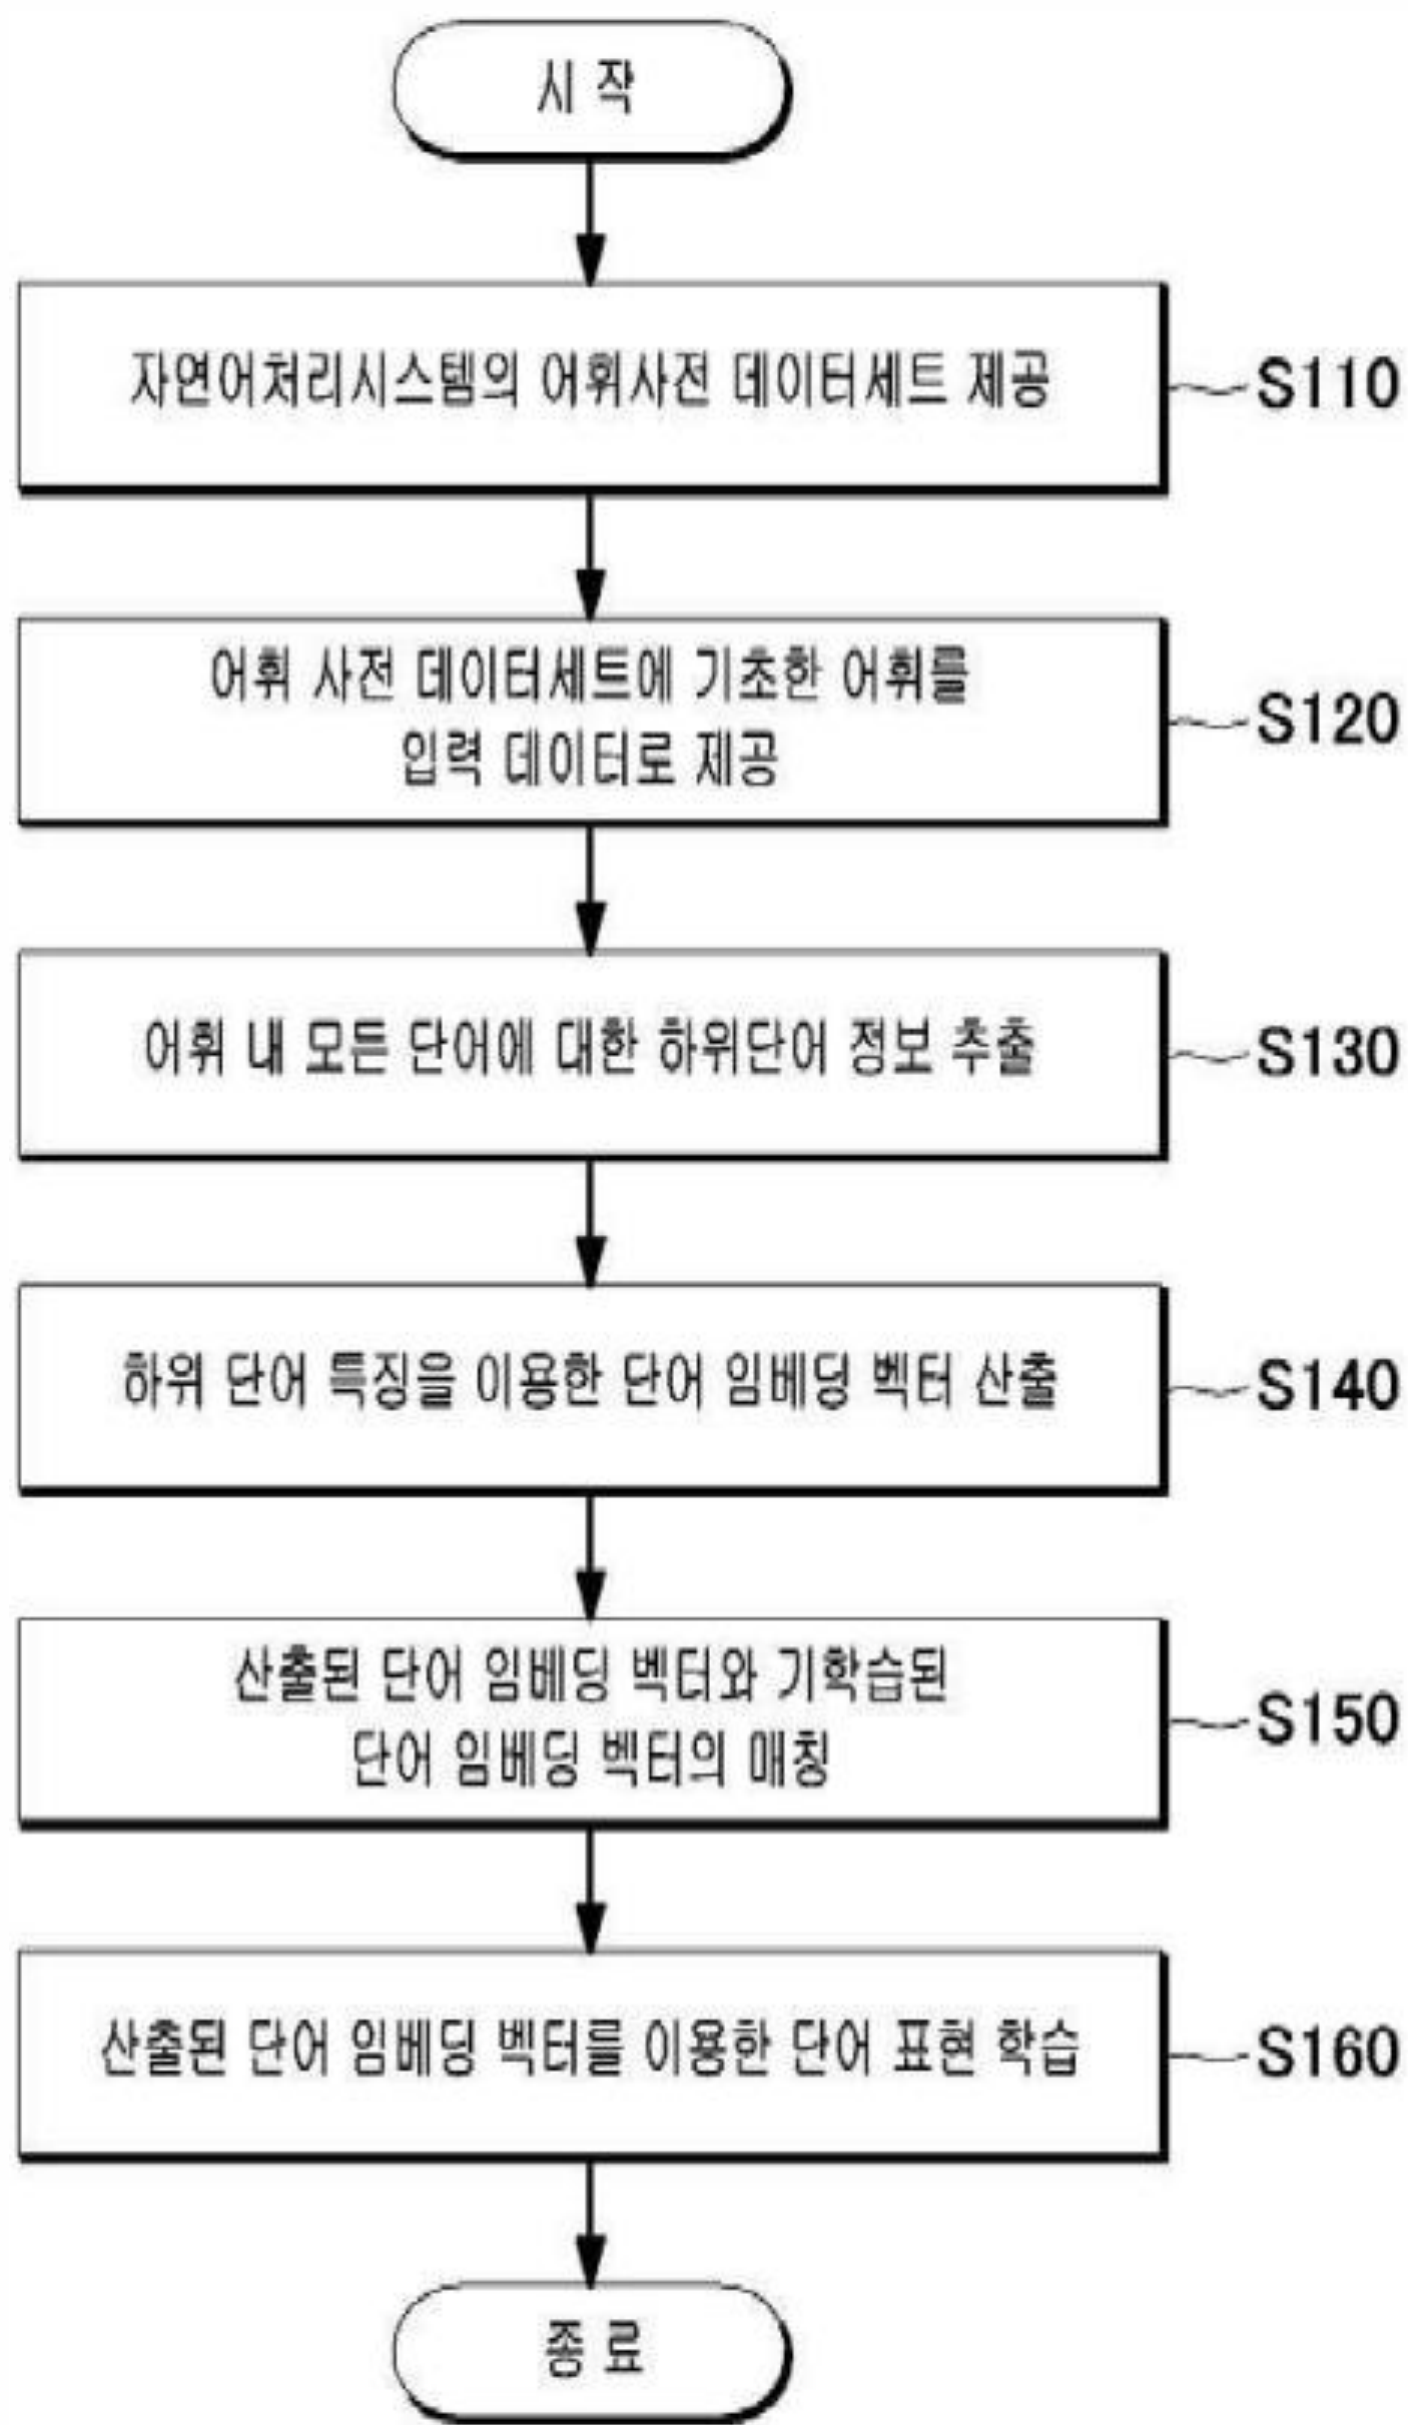 시 작
자연어처리시스템의 어휘사전 데이터세트 제공
S110
어휘 사전 데이터세트에 기초한 어휘를
입력 데이터로 제공
S120
어휘 내 모든 단어에 대한 하위단어 정보 추출
S130
하위 단어 특징을 이용한 단어 임베딩 벡터 산출
S140
산출된 단어 임베딩 벡터와 기학습된
단어 임베딩 벡터의 매칭
S150
산출된 단어 임베딩 벡터를 이용한 단어 표현 학습
S160
종 료